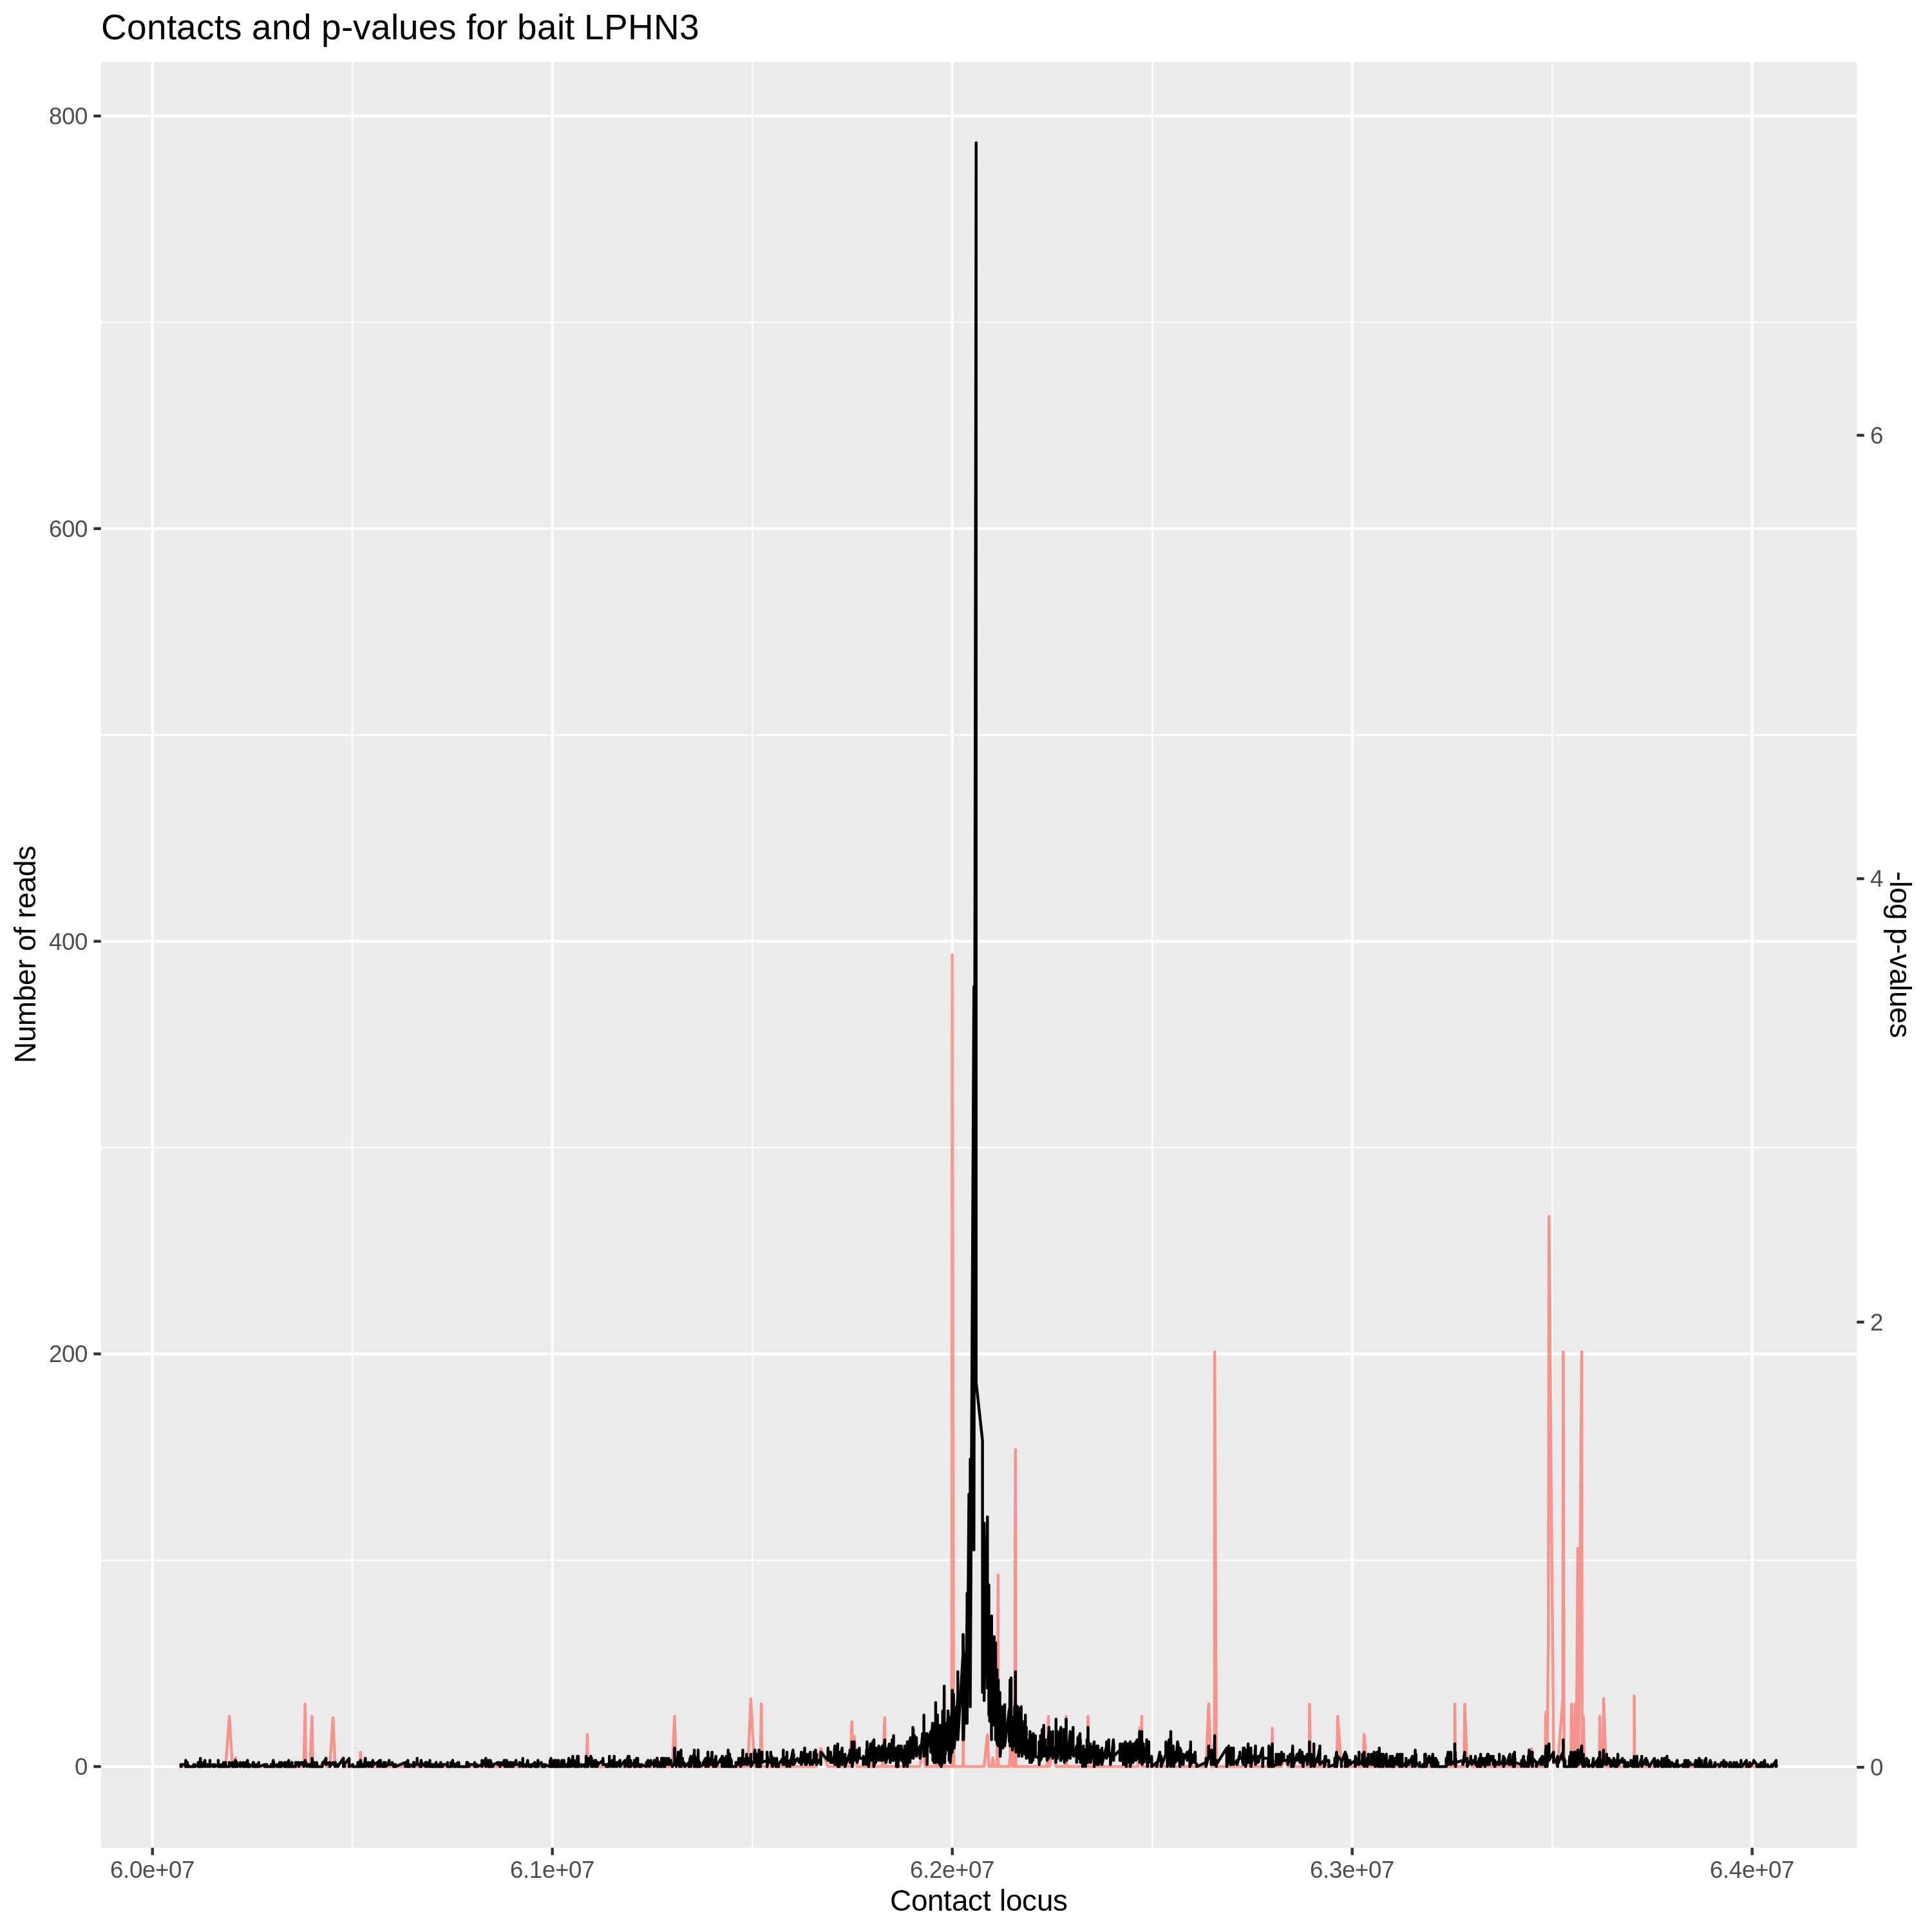 Contacts and p-values for bait LPHN3
800
600
400
200
0
Number of reads
6
4
2
0
-log p-values
6.0e+07
6.1e+07
6.2e+07
6.3e+07
6.4e+07
Contact locus